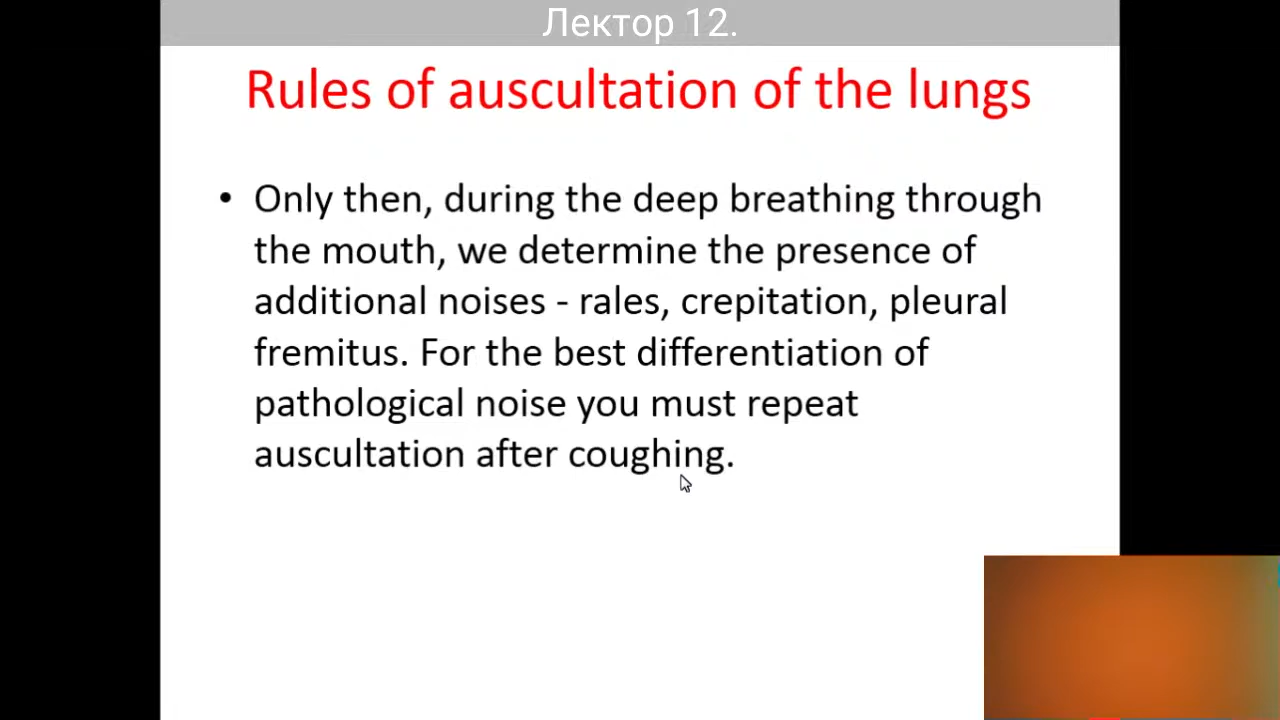 Лектор 12.
Rules of auscultation of the lungs
• Only then, during the deep breathing through
the mouth, we determine the presence of
additional noises - rales, crepitation, pleural
fremitus. For the best differentiation of
pathological noise you must repeat
auscultation after coughing.